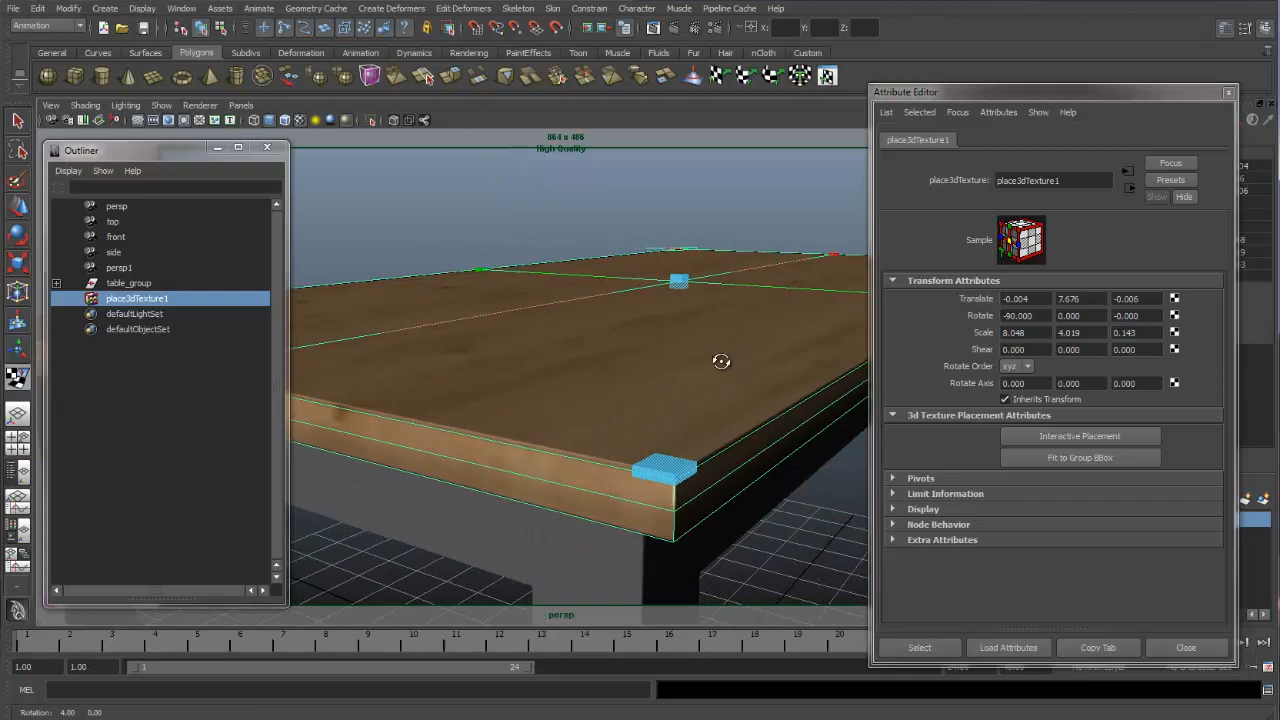 File Edit Modify Create Display Window Assets Animate Geometry Cache Create Deformers Edit Deformers Skeleton Skin Constrain Character Muscle Pipeline Cache Help
Animation
X: Y: Z:
General Curves Surfaces Polygons Subdivs Deformation Animation Dynamics Rendering PaintEffects Toon Muscle Fluids Fur Hair nCloth Custom
View Shading Lighting Show Renderer Panels
864 x 486
High Quality
Outliner
Display Show Help
persp
top
front
side
persp1
table_group
place3dTexture1
defaultLightSet
defaultObjectSet
Attribute Editor
List Selected Focus Attributes Show Help
place3dTexture1
Focus
place3dTexture: place3dTexture1
Presets
Show Hide
Sample
Transform Attributes
Translate -0.004 7.676 -0.006
Rotate -90.000 0.000 -0.000
Scale 8.048 4.019 0.143
Shear 0.000 0.000 0.000
Rotate Order xyz
Rotate Axis 0.000 0.000 0.000
Inherits Transform
3d Texture Placement Attributes
Interactive Placement
Fit to Group BBox
Pivots
Limit Information
Display
Node Behavior
Extra Attributes
Select Load Attributes Copy Tab Close
persp
1 2 3 4 5 6 7 8 9 10 11 12 13 14 15 16 17 18 19 20
1.00 1.00 1 24
MEL
Rotation: 4.00 0.00